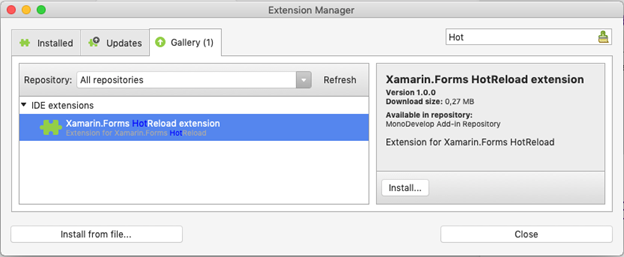 Extension Manager
Installed
Updates
Gallery (1)
Hot
Repository: All repositories Refresh
IDE extensions
Xamarin.Forms HotReload extension
Extension for Xamarin.Forms HotReload
Xamarin.Forms HotReload extension
Version 1.0.0
Download size: 0,27 MB
Available in repository:
MonoDevelop Add-in Repository
Extension for Xamarin.Forms HotReload
Install...
Install from file...
Close